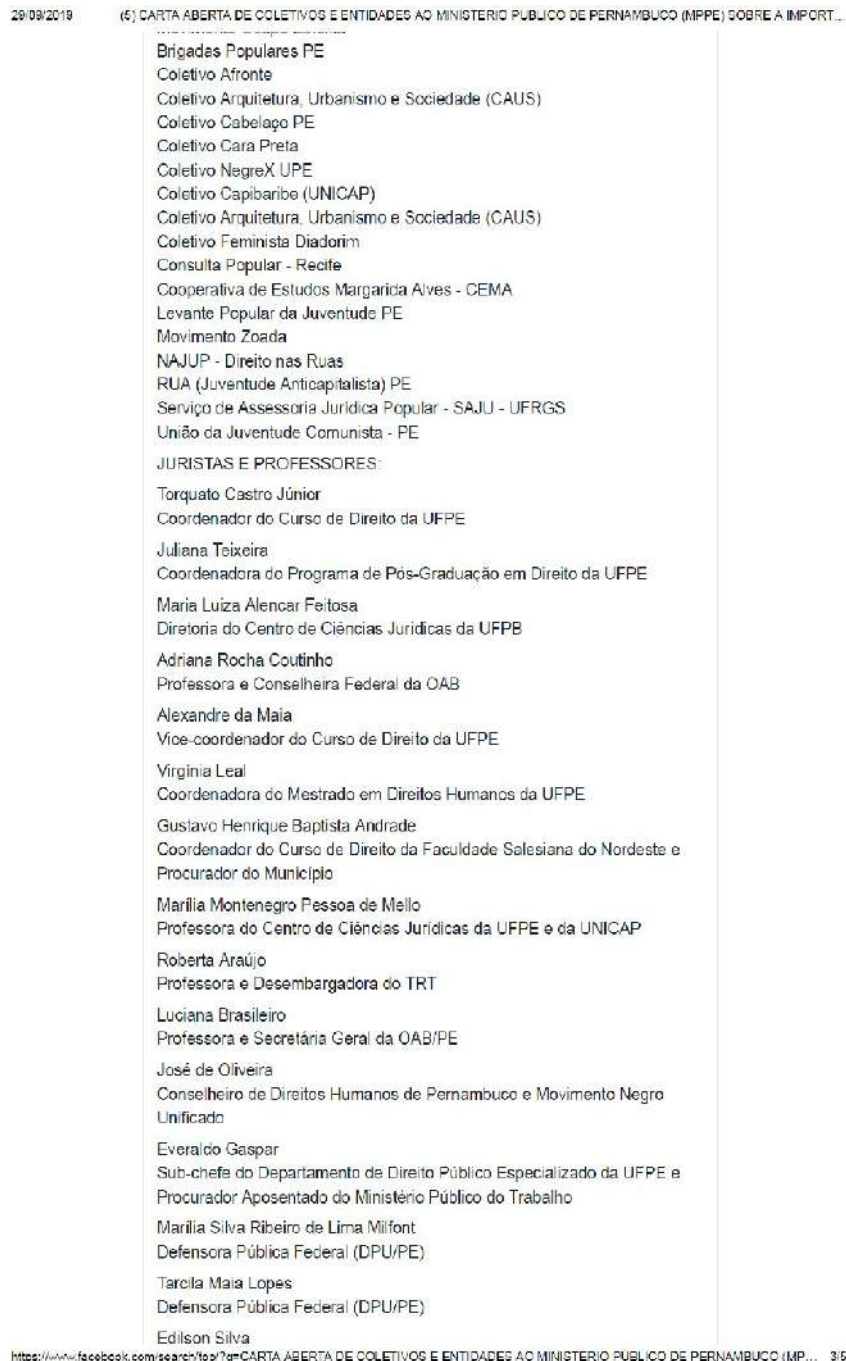 29/09/2019 (5) CARTA ABERTA DE COLETIVOS E ENTIDADES AO MINISTERIO PUBLICO DE PERNAMBUCO (MPPE) SOBRE A IMPORT...
Brigadas Populares PE
Coletivo Afronte
Coletivo Arquitetura, Urbanismo e Sociedade (CAUS)
Coletivo Cabelaço PE
Coletivo Cara Preta
Coletivo NegreX UPE
Coletivo Capibaribe (UNICAP)
Coletivo Arquitetura, Urbanismo e Sociedade (CAUS)
Coletivo Feminista Diadorim
Consulta Popular - Recife
Cooperativa de Estudos Margarida Alves - CEMA
Levante Popular da Juventude PE
Movimento Zoada
NAJUP - Direito nas Ruas
RUA (Juventude Anticapitalista) PE
Serviço de Assessoria Jurídica Popular - SAJU - UFRGS
União da Juventude Comunista - PE
JURISTAS E PROFESSORES:
Torquato Castro Júnior
Coordenador do Curso de Direito da UFPE
Juliana Teixeira
Coordenadora do Programa de Pós-Graduação em Direito da UFPE
Maria Luiza Alencar Feitosa
Diretoria do Centro de Ciências Jurídicas da UFPB
Adriana Rocha Coutinho
Professora e Conselheira Federal da OAB
Alexandre da Maia
Vice-coordenador do Curso de Direito da UFPE
Virgínia Leal
Coordenadora do Mestrado em Direitos Humanos da UFPE
Gustavo Henrique Baptista Andrade
Coordenador do Curso de Direito da Faculdade Salesiana do Nordeste e
Procurador do Município
Marília Montenegro Pessoa de Mello
Professora do Centro de Ciências Jurídicas da UFPE e da UNICAP
Roberta Araújo
Professora e Desembargadora do TRT
Luciana Brasileiro
Professora e Secretária Geral da OAB/PE
José de Oliveira
Conselheiro de Direitos Humanos de Pernambuco e Movimento Negro
Unificado
Everaldo Gaspar
Sub-chefe do Departamento de Direito Público Especializado da UFPE e
Procurador Aposentado do Ministério Público do Trabalho
Marília Silva Ribeiro de Lima Milfont
Defensora Pública Federal (DPU/PE)
Tarcila Maia Lopes
Defensora Pública Federal (DPU/PE)
Edilson Silva
https://www.facebook.com/search/top/?q=CARTA ABERTA DE COLETIVOS E ENTIDADES AO MINISTERIO PUBLICO DE PERNAMBUCO (MP... 3/5